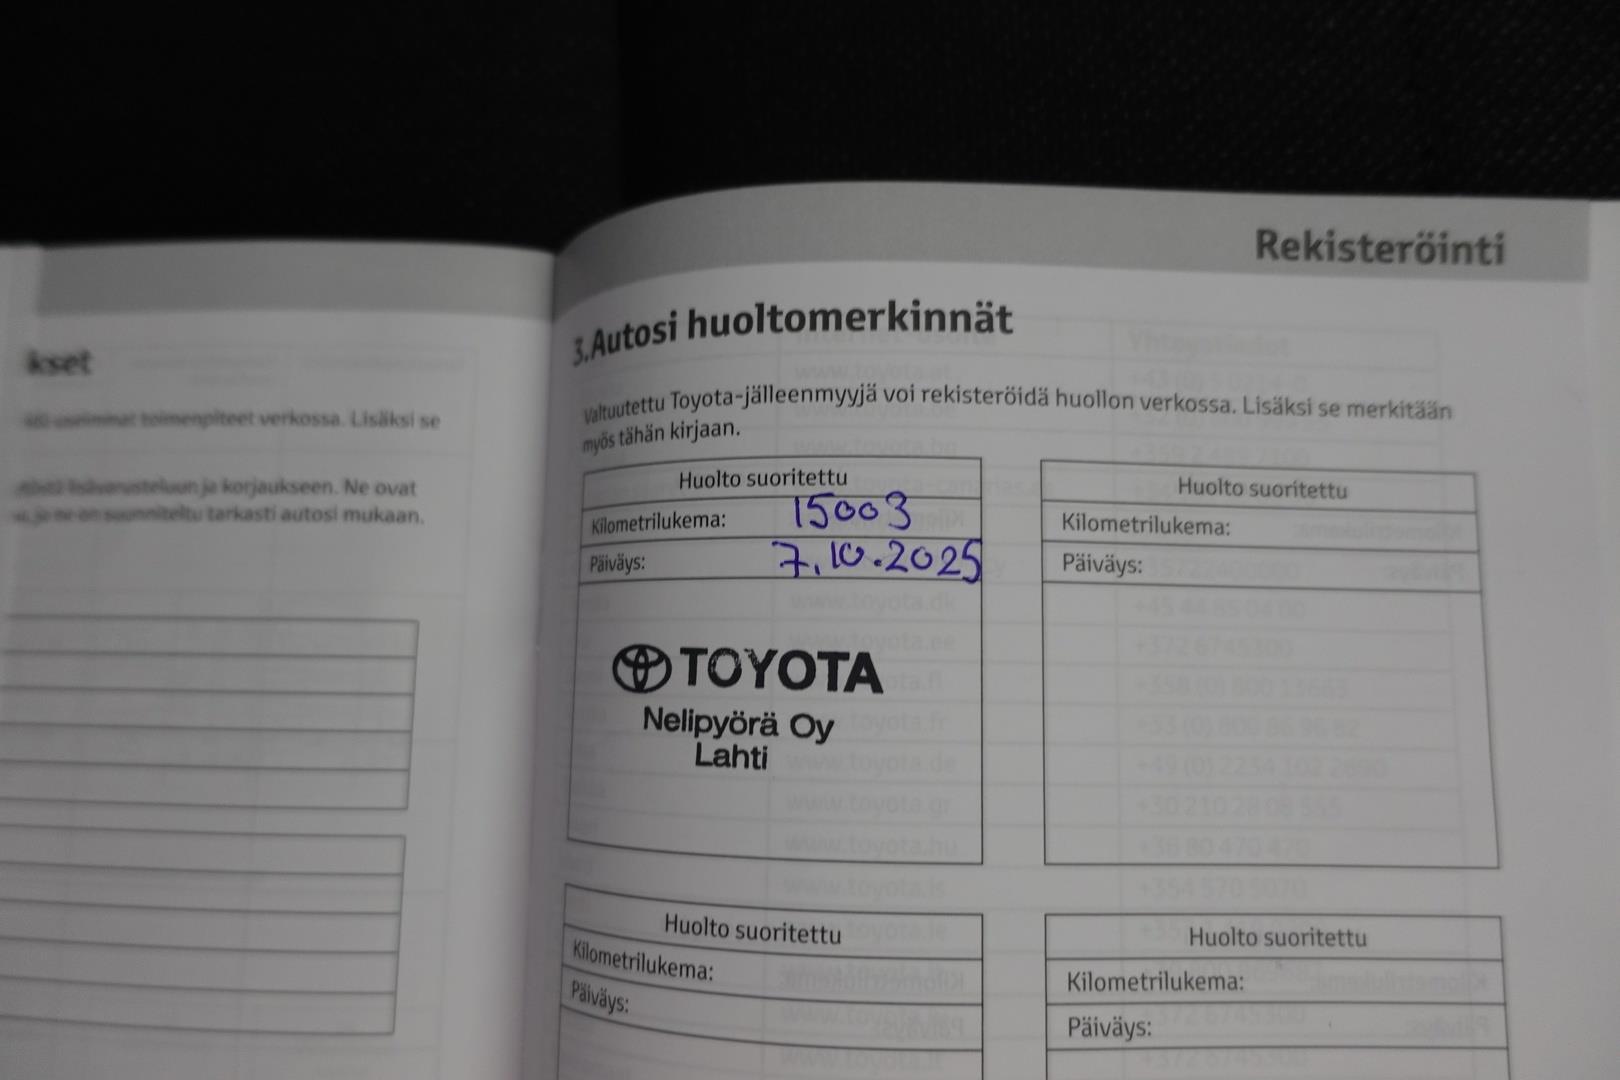 kset
verkossa. Lisäksi se
korjaukseen. Ne ovat
suunniteltu tarkasti autosi mukaan.
Rekisteröinti
3.Autosi huoltomerkinnät
Valtuutettu Toyota-jälleenmyyjä voi rekisteröidä huollon verkossa. Lisäksi se merkitään
myös tähän kirjaan.
Huolto suoritettu
Kilometrilukema: 15003
Päiväys: 7.10.2025
TOYOTA
Nelipyörä Oy
Lahti
Huolto suoritettu
Kilometrilukema:
Päiväys:
Huolto suoritettu
Kilometrilukema:
Päiväys:
Huolto suoritettu
Kilometrilukema:
Päiväys: